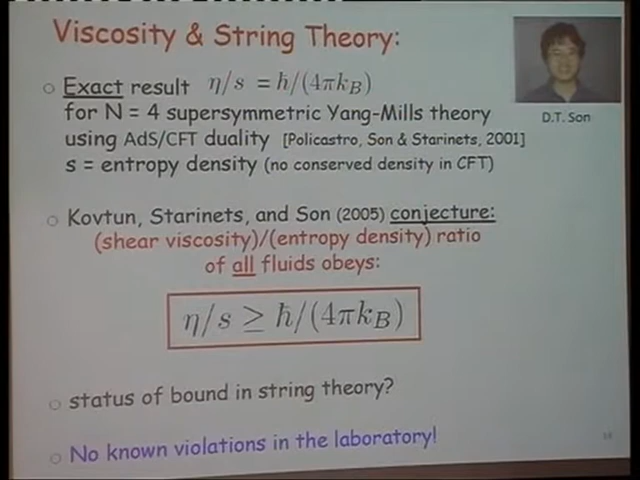 Viscosity & String Theory:
Exact result η/s = ħ/(4πk_B)
for N = 4 supersymmetric Yang-Mills theory
using AdS/CFT duality [Policastro, Son & Starinets, 2001]
s = entropy density (no conserved density in CFT)
D.T. Son
Kovtun, Starinets, and Son (2005) conjecture:
(shear viscosity)/(entropy density) ratio
of all fluids obeys:
η/s ≥ ħ/(4πk_B)
status of bound in string theory?
No known violations in the laboratory!